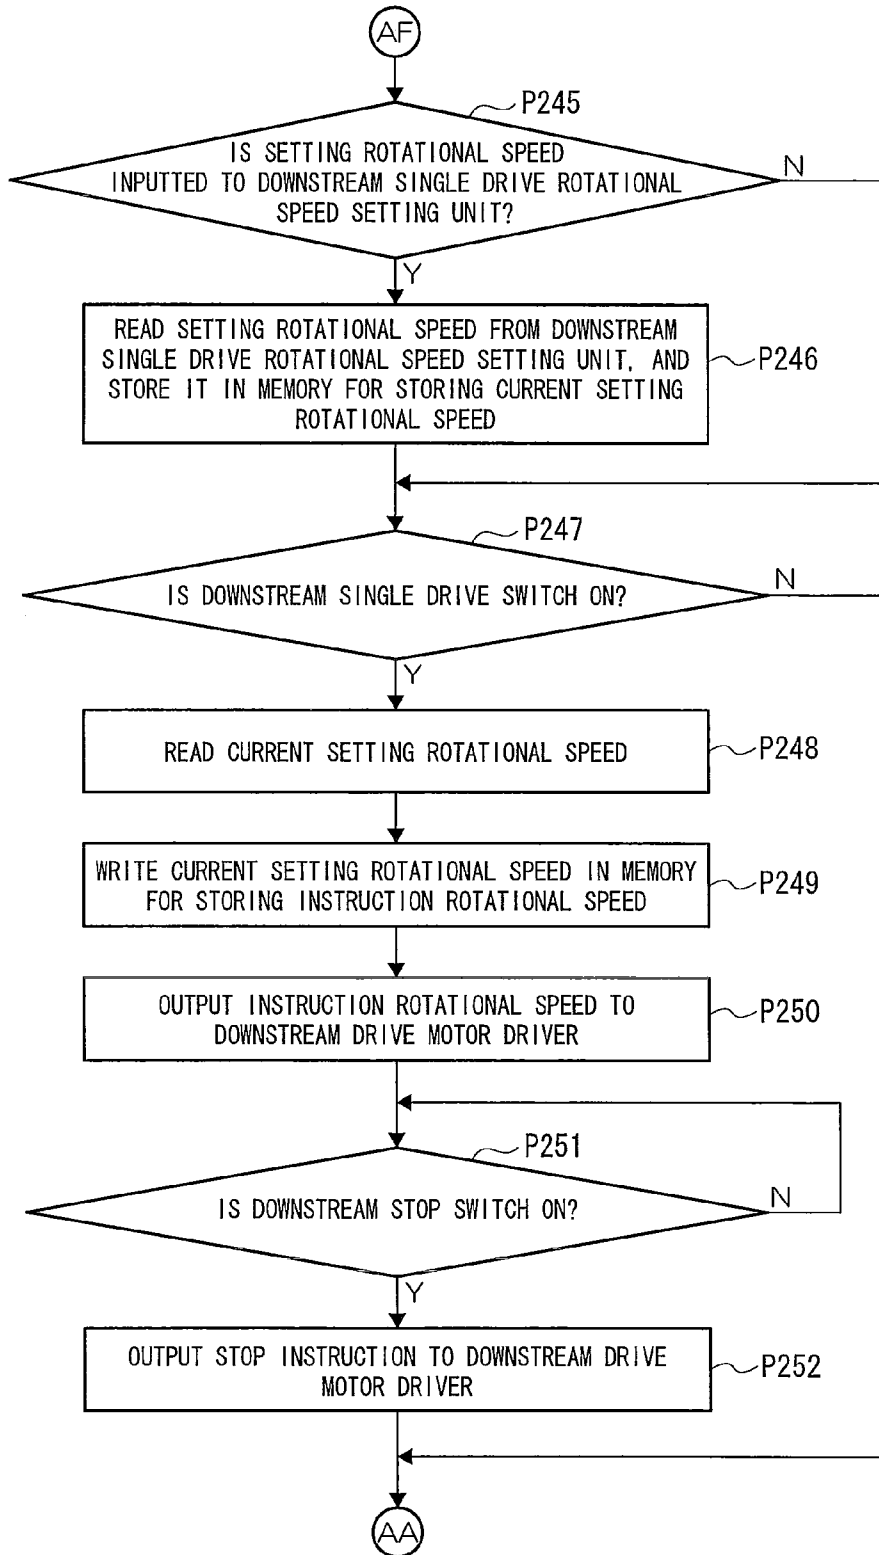 AF
P245
IS SETTING ROTATIONAL SPEED
INPUTTED TO DOWNSTREAM SINGLE DRIVE ROTATIONAL
SPEED SETTING UNIT?
N
Y
READ SETTING ROTATIONAL SPEED FROM DOWNSTREAM
SINGLE DRIVE ROTATIONAL SPEED SETTING UNIT, AND
STORE IT IN MEMORY FOR STORING CURRENT SETTING
ROTATIONAL SPEED
P246
P247
IS DOWNSTREAM SINGLE DRIVE SWITCH ON?
N
Y
READ CURRENT SETTING ROTATIONAL SPEED
P248
WRITE CURRENT SETTING ROTATIONAL SPEED IN MEMORY
FOR STORING INSTRUCTION ROTATIONAL SPEED
P249
OUTPUT INSTRUCTION ROTATIONAL SPEED TO
DOWNSTREAM DRIVE MOTOR DRIVER
P250
P251
IS DOWNSTREAM STOP SWITCH ON?
N
Y
OUTPUT STOP INSTRUCTION TO DOWNSTREAM DRIVE
MOTOR DRIVER
P252
AA